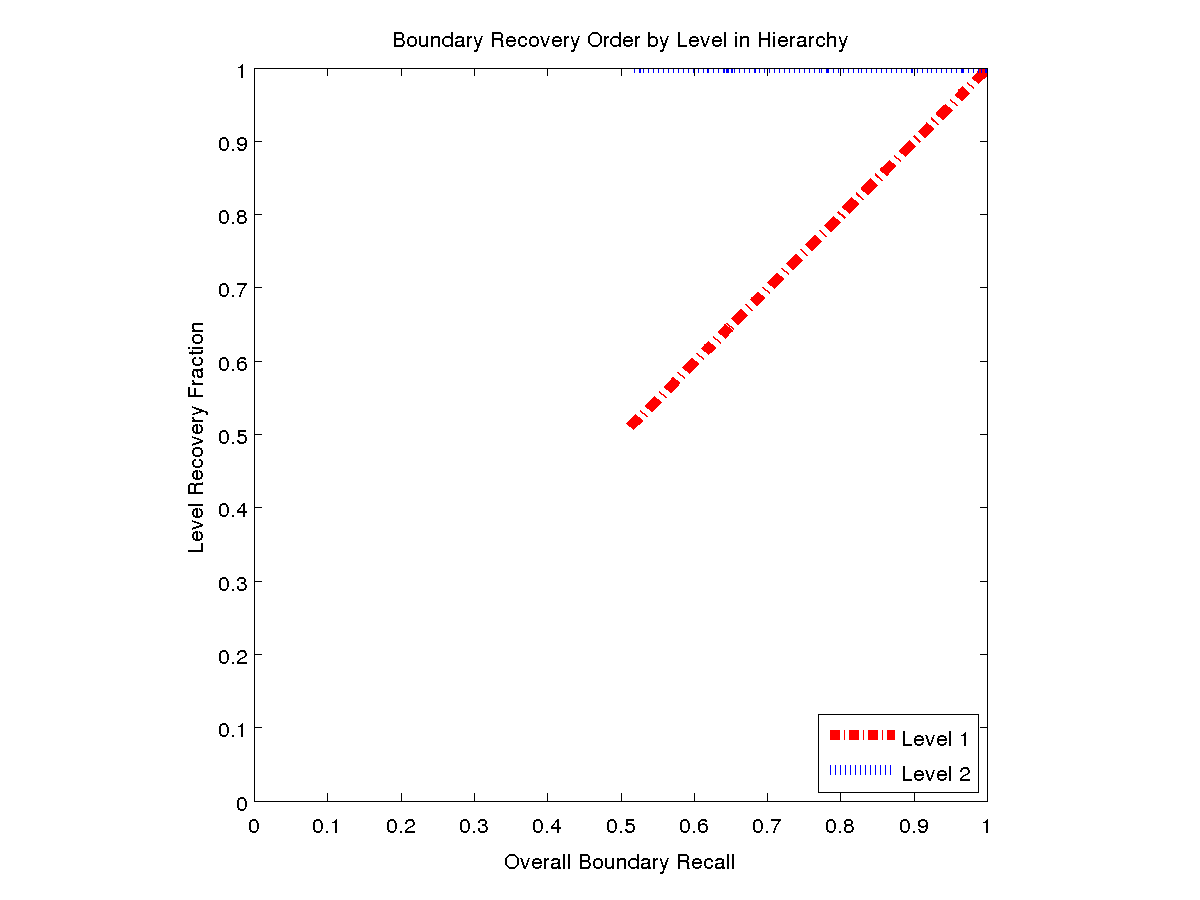 Boundary Recovery Order by Level in Hierarchy
1
0.9
0.8
0.7
0.6
0.5
0.4
0.3
0.2
0.1
0
Level Recovery Fraction
Level 1
Level 2
0 0.1 0.2 0.3 0.4 0.5 0.6 0.7 0.8 0.9 1
Overall Boundary Recall